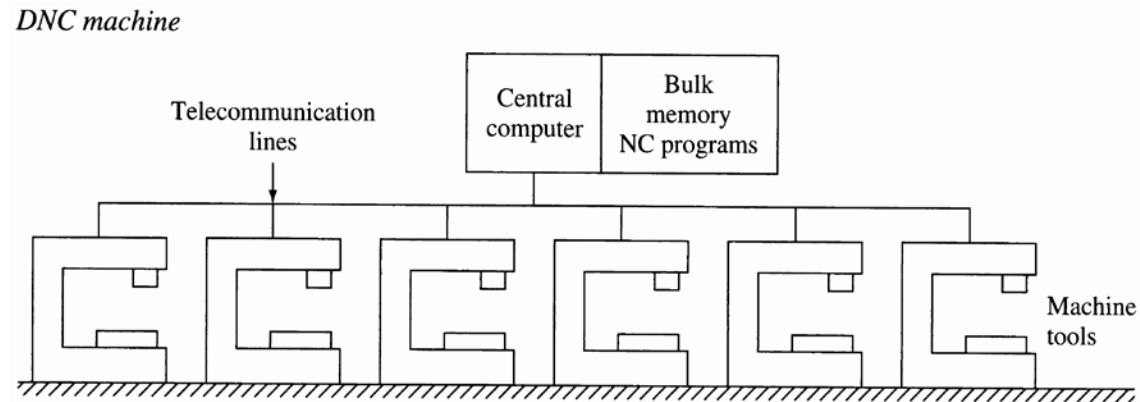 DNC machine
Telecommunication
lines
Central
computer
Bulk
memory
NC programs
Machine
tools